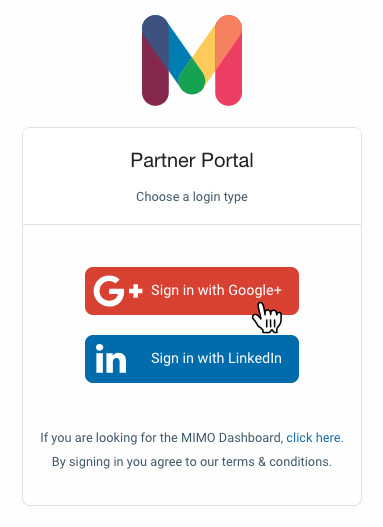 Partner Portal
Choose a login type
G+ Sign in with Google+
in Sign in with LinkedIn
If you are looking for the MIMO Dashboard, click here.
By signing in you agree to our terms & conditions.